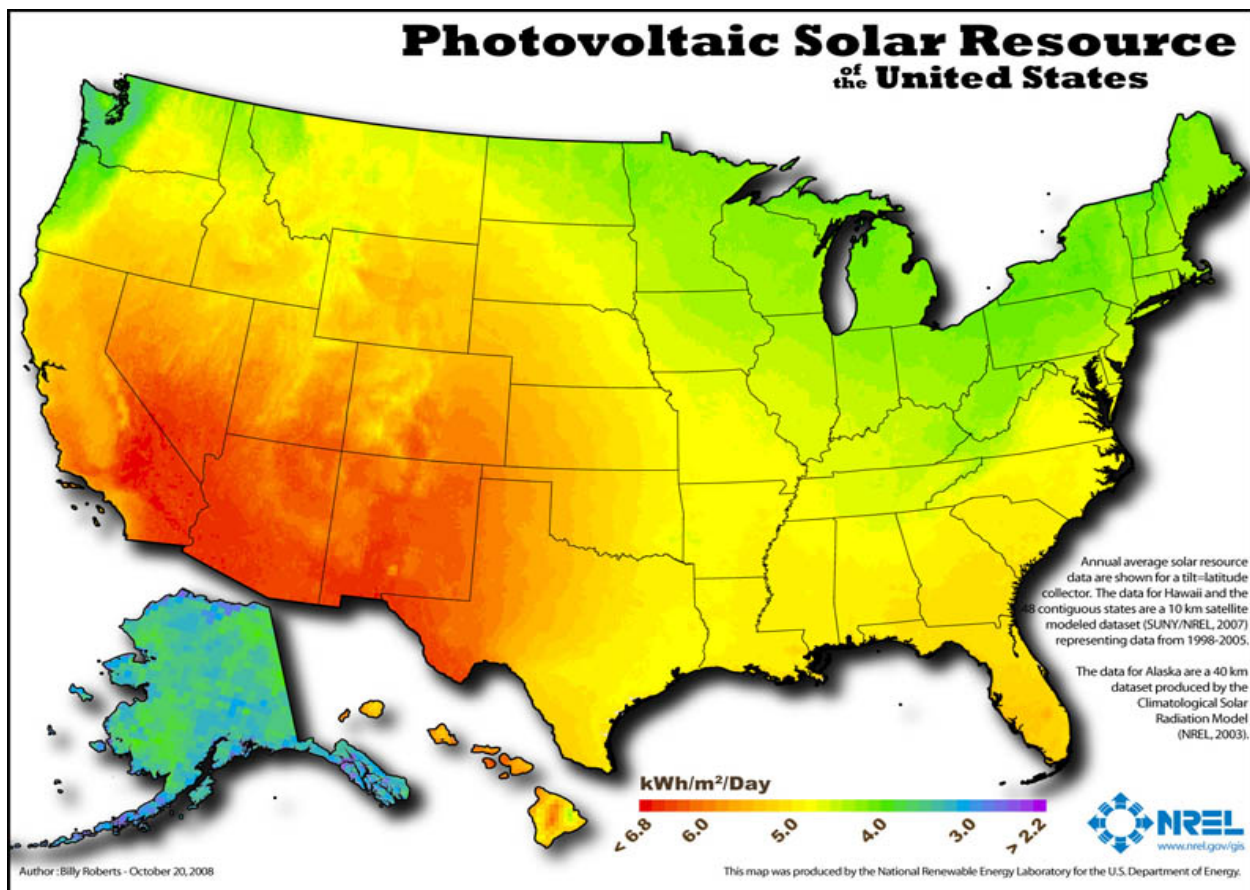 Photovoltaic Solar Resource
of the United States
Annual average solar resource
data are shown for a tilt=latitude
collector. The data for Hawaii and the
48 contiguous states are a 10 km satellite
modeled dataset (SUNY/NREL, 2007)
representing data from 1998-2005.
The data for Alaska are a 40 km
dataset produced by the
Climatological Solar
Radiation Model
(NREL, 2003).
kWh/m²/Day
< 6.8 6.0 5.0 4.0 3.0 > 2.2
NREL
www.nrel.gov/gis
Author : Billy Roberts - October 20, 2008
This map was produced by the National Renewable Energy Laboratory for the U.S. Department of Energy.